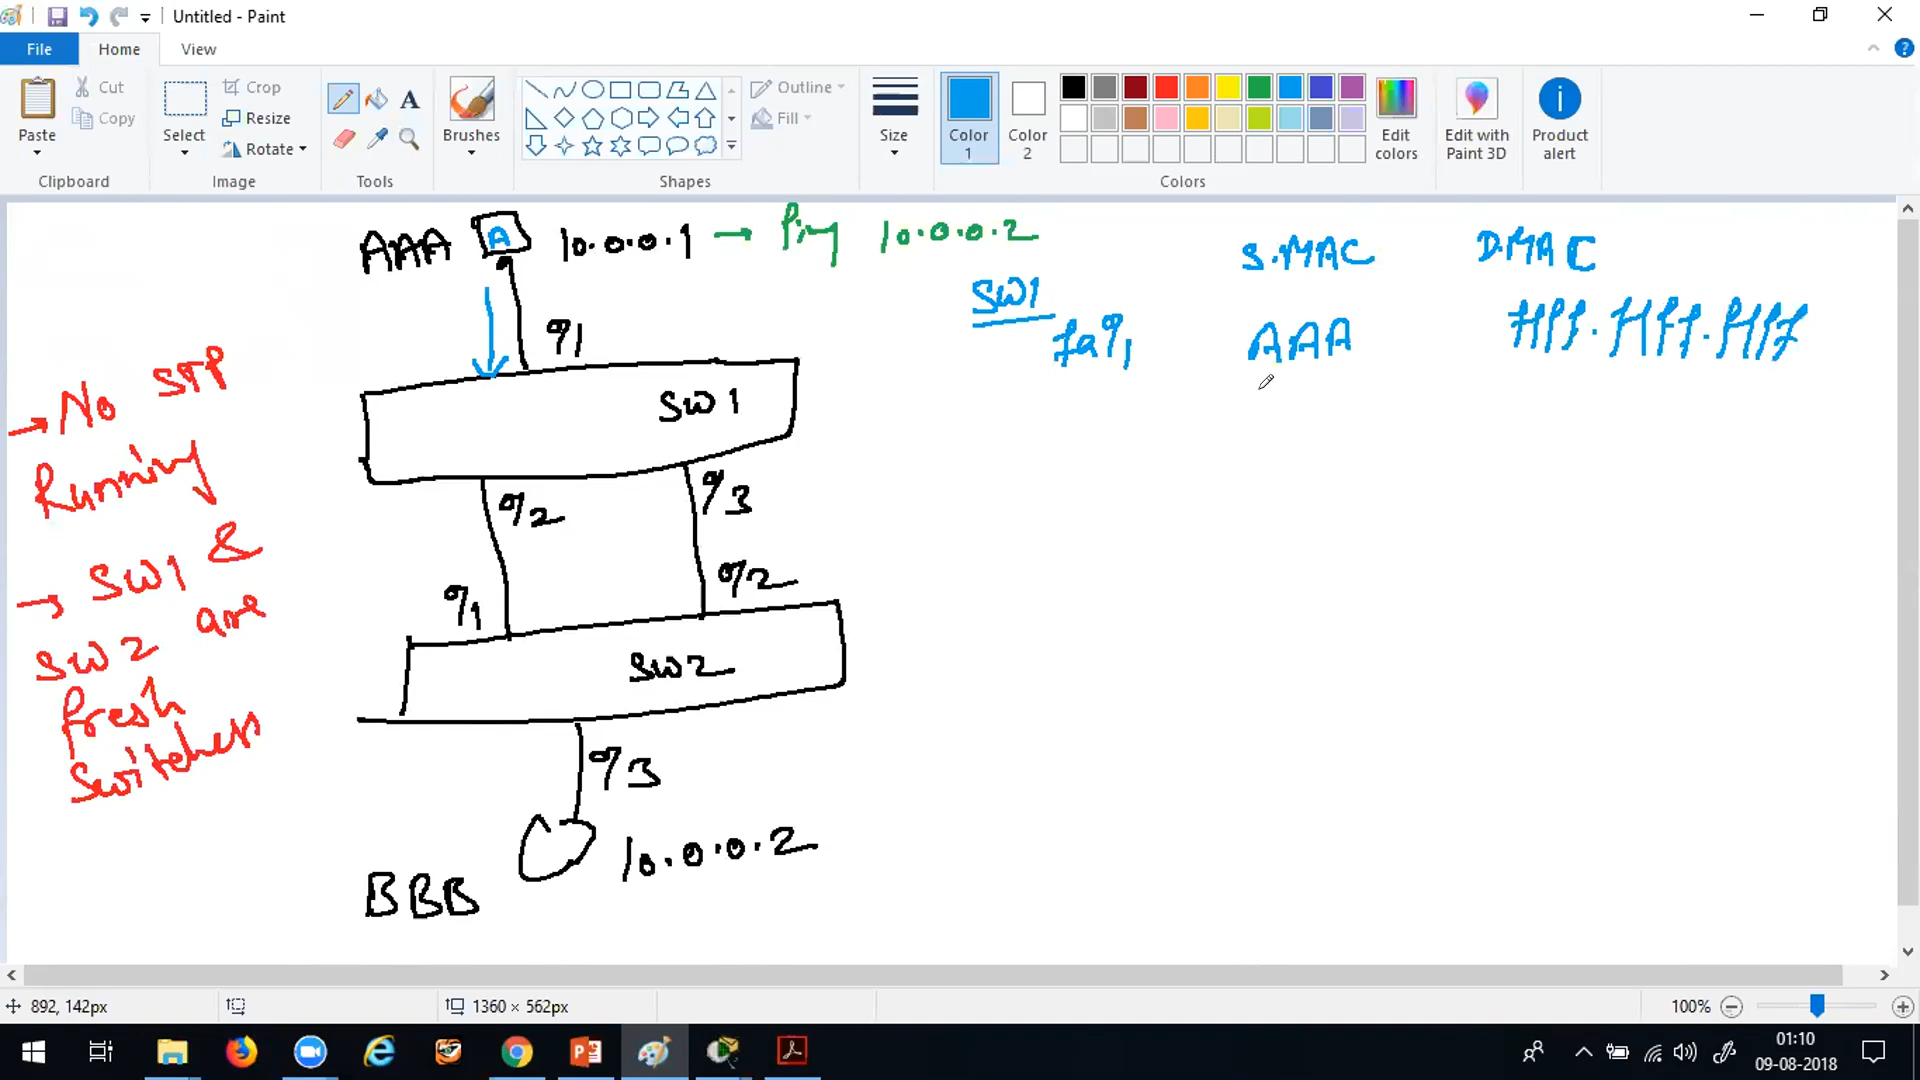 Untitled - Paint
File
Home
View
Paste
Cut
Copy
Clipboard
Select
Crop
Resize
Rotate
Image
A
Tools
Brushes
Shapes
Outline
Fill
Size
Color 1
Color 2
Edit colors
Edit with Paint 3D
Product alert
Colors
AAA A 10.0.0.1 → Ping 10.0.0.2
S.MAC D.MAC
SW1
fa0/1 AAA ffff.ffff.ffff
0/1
SW1
0/2
0/3
→ No STP
Running
→ SW1 &
SW2 are
fresh
switches
0/1
0/2
SW2
0/3
10.0.0.2
BBB
892, 142px
1360 × 562px
100%
01:10
09-08-2018